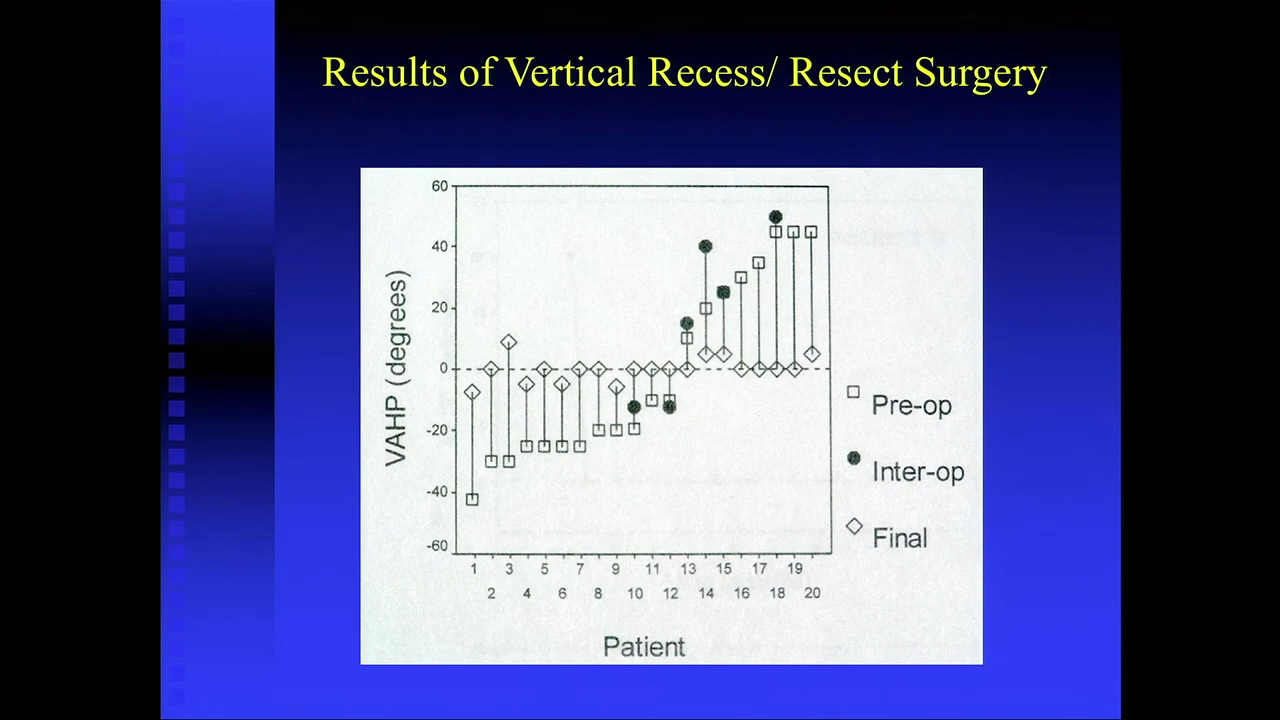 Results of Vertical Recess/ Resect Surgery
60
40
20
0
-20
-40
-60
VAHP (degrees)
1 3 5 7 9 11 13 15 17 19
2 4 6 8 10 12 14 16 18 20
Patient
Pre-op
Inter-op
Final